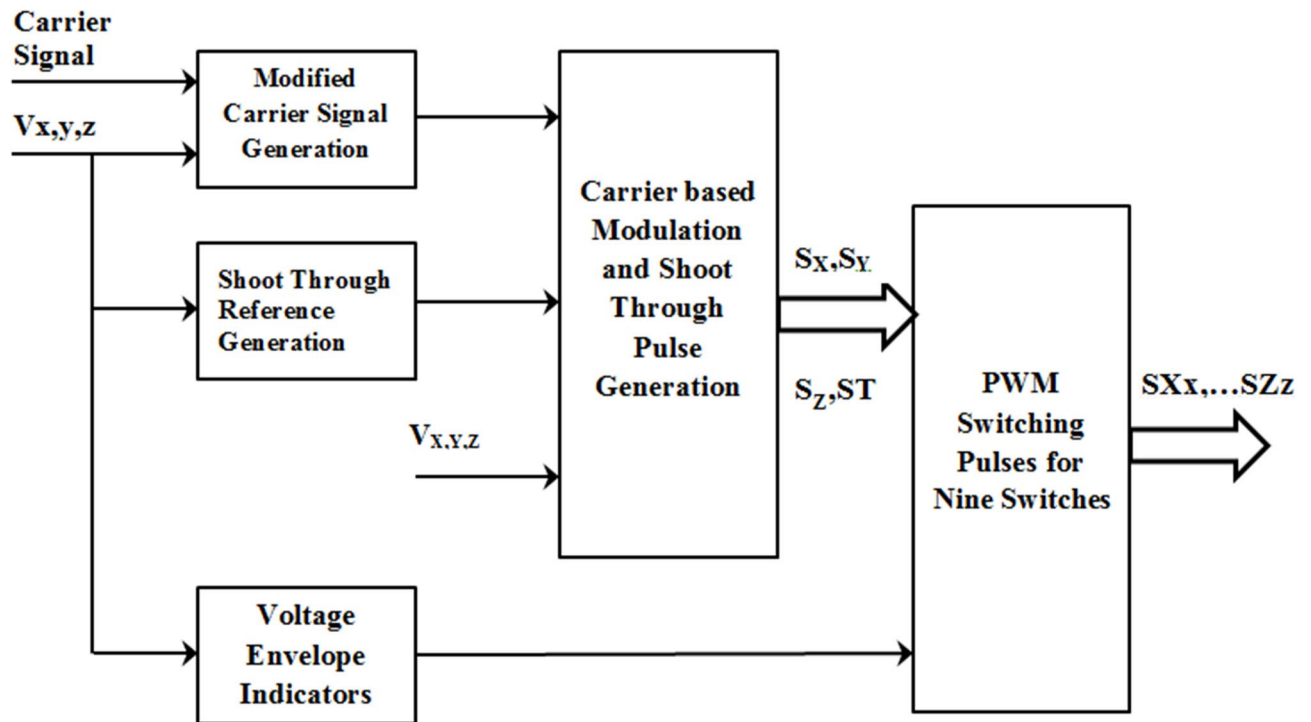 Carrier
Signal
Vx,y,z
Modified
Carrier Signal
Generation
Shoot Through
Reference
Generation
Voltage
Envelope
Indicators
VX,Y,Z
Carrier based
Modulation
and Shoot
Through
Pulse
Generation
SX,SY
SZ,ST
PWM
Switching
Pulses for
Nine Switches
SXx,...SZz